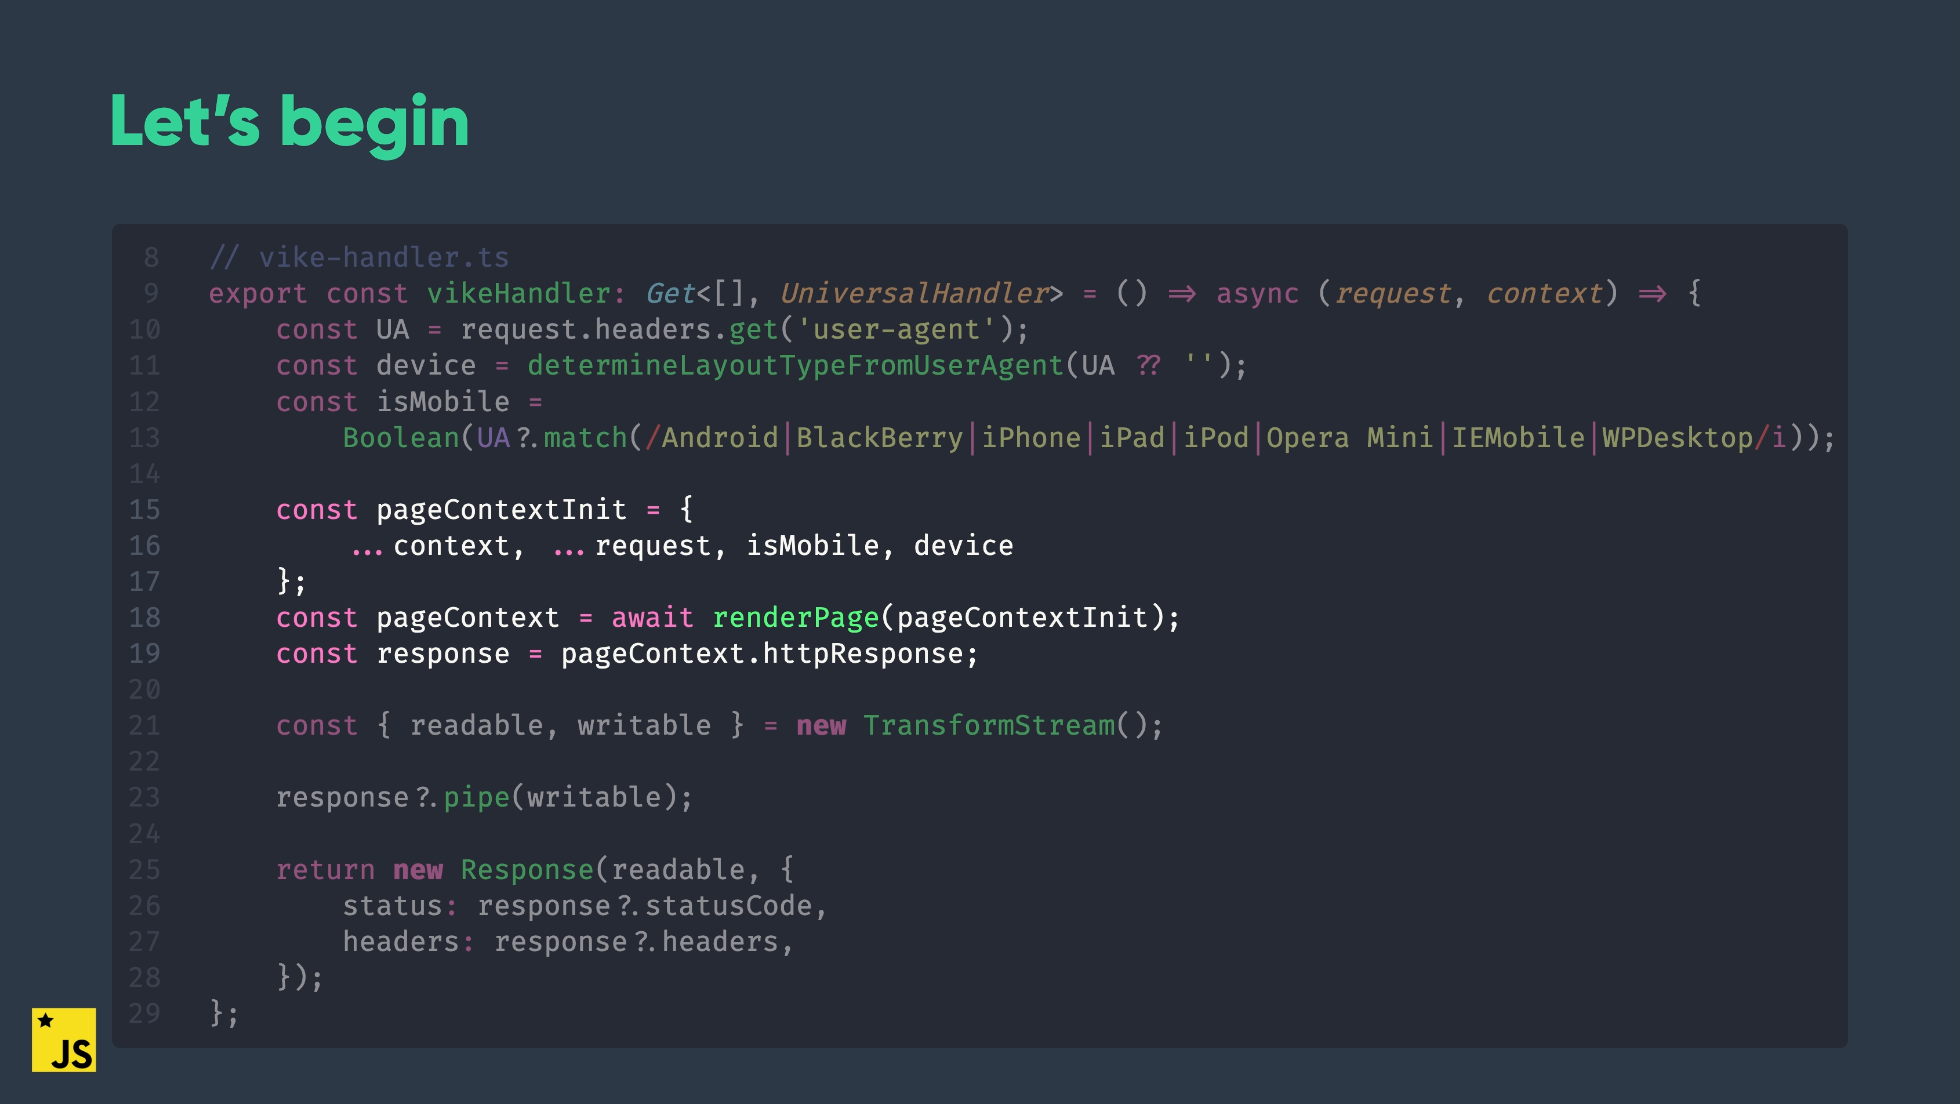 Let's begin
8 // vike-handler.ts
9 export const vikeHandler: Get<[], UniversalHandler> = () => async (request, context) => {
10 const UA = request.headers.get('user-agent');
11 const device = determineLayoutTypeFromUserAgent(UA ?? '');
12 const isMobile =
13 Boolean(UA?.match(/Android|BlackBerry|iPhone|iPad|iPod|Opera Mini|IEMobile|WPDesktop/i));
14
15 const pageContextInit = {
16 ...context, ...request, isMobile, device
17 };
18 const pageContext = await renderPage(pageContextInit);
19 const response = pageContext.httpResponse;
20
21 const { readable, writable } = new TransformStream();
22
23 response?.pipe(writable);
24
25 return new Response(readable, {
26 status: response?.statusCode,
27 headers: response?.headers,
28 });
29 };
JS